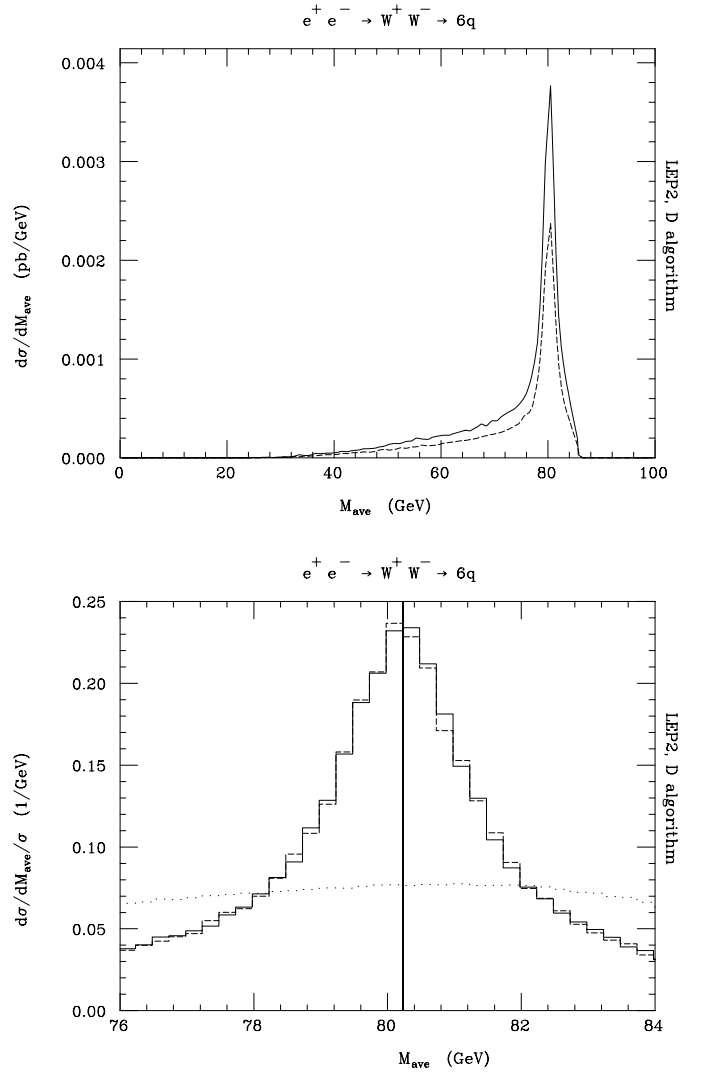 e⁺ e⁻ → W⁺ W⁻ → 6q
0.004
0.003
0.002
0.001
0.000
dσ/dMₐᵥₑ (pb/GeV)
LEP2, D algorithm
0 20 40 60 80 100
Mₐᵥₑ (GeV)
e⁺ e⁻ → W⁺ W⁻ → 6q
0.25
0.20
0.15
0.10
0.05
0.00
dσ/dMₐᵥₑ/σ (1/GeV)
LEP2, D algorithm
76 78 80 82 84
Mₐᵥₑ (GeV)